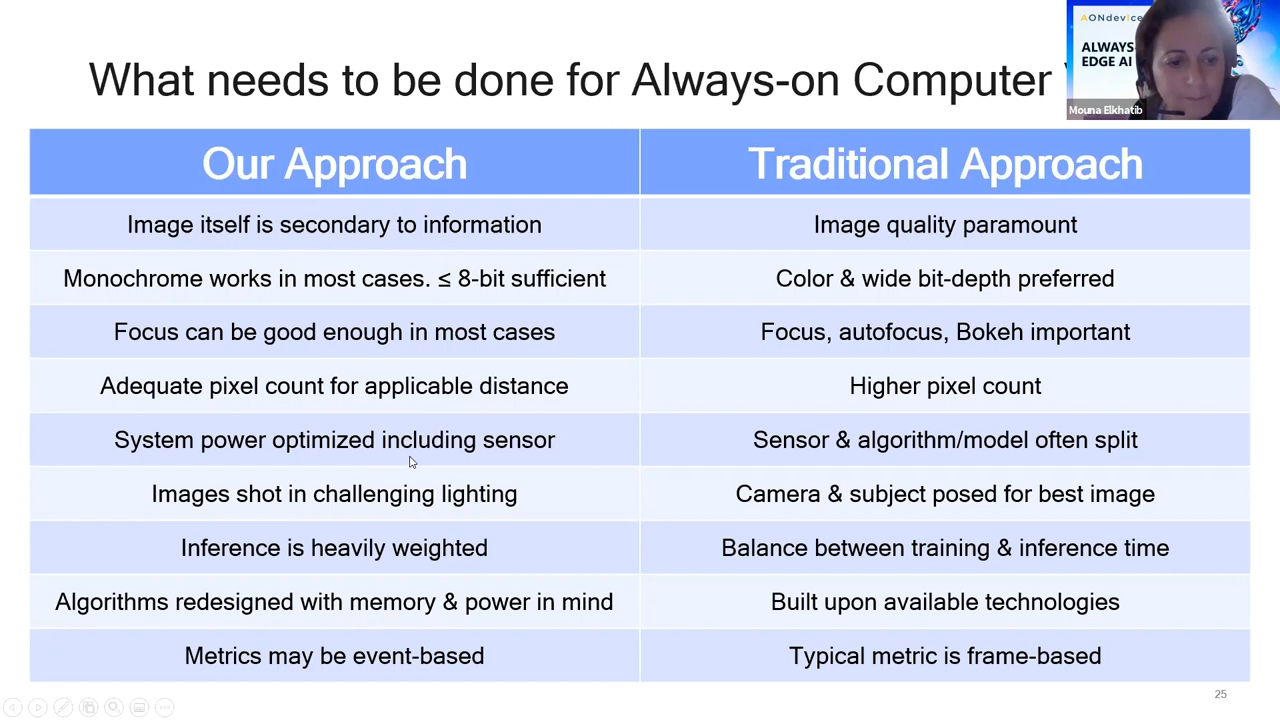 What needs to be done for Always-on Computer
AONdevice
ALWAYS-
EDGE AI
Mouna Elkhatib
Our Approach
Traditional Approach
Image itself is secondary to information
Image quality paramount
Monochrome works in most cases. ≤ 8-bit sufficient
Color & wide bit-depth preferred
Focus can be good enough in most cases
Focus, autofocus, Bokeh important
Adequate pixel count for applicable distance
Higher pixel count
System power optimized including sensor
Sensor & algorithm/model often split
Images shot in challenging lighting
Camera & subject posed for best image
Inference is heavily weighted
Balance between training & inference time
Algorithms redesigned with memory & power in mind
Built upon available technologies
Metrics may be event-based
Typical metric is frame-based
25